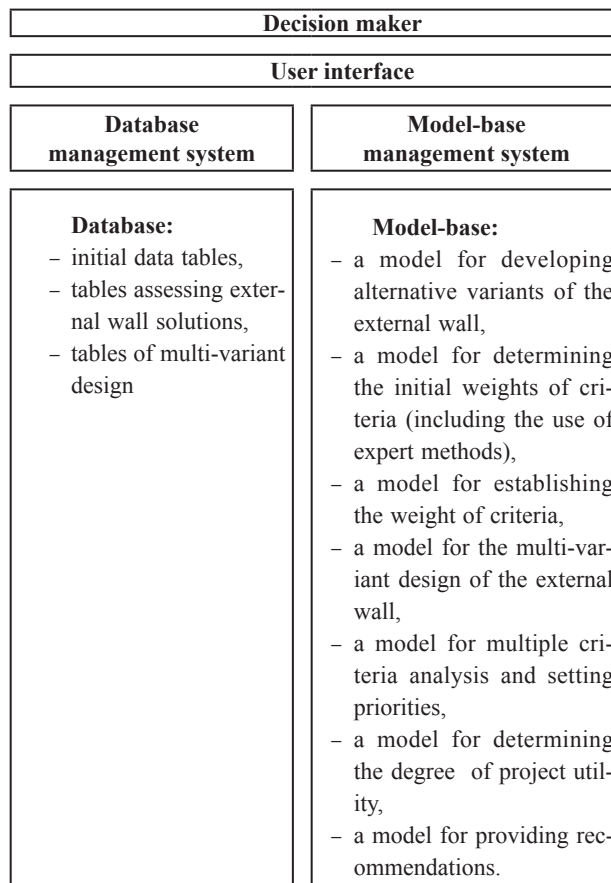 Decision maker
User interface
Database
management system
Model-base
management system
Database:
– initial data tables,
– tables assessing exter-
nal wall solutions,
– tables of multi-variant
design
Model-base:
– a model for developing
alternative variants of the
external wall,
– a model for determining
the initial weights of cri-
teria (including the use of
expert methods),
– a model for establishing
the weight of criteria,
– a model for the multi-var-
iant design of the external
wall,
– a model for multiple cri-
teria analysis and setting
priorities,
– a model for determining
the degree of project util-
ity,
– a model for providing rec-
ommendations.